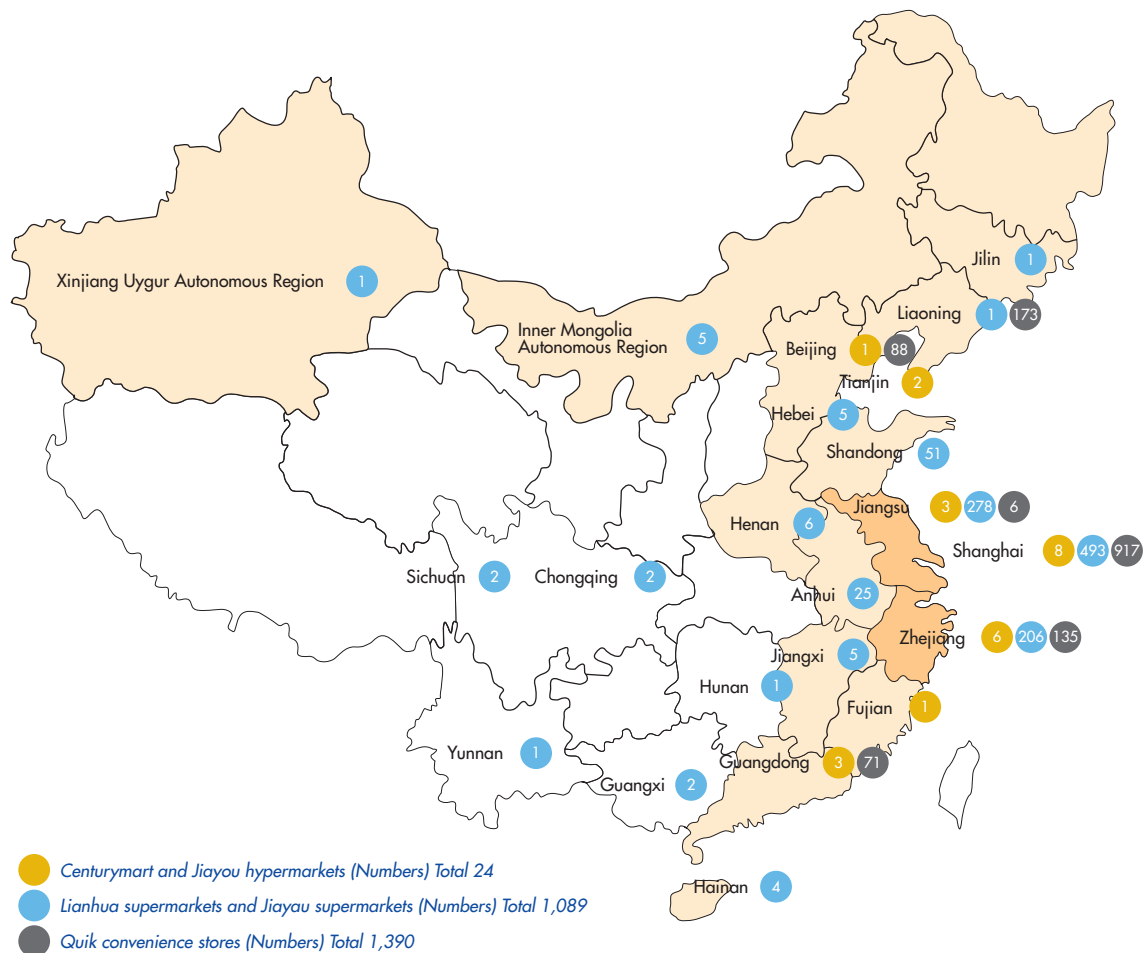 Jilin 1
Xinjiang Uygur Autonomous Region 1
Liaoning 1 173
Inner Mongolia
Autonomous Region 5
Beijing 1 88
Tianjin 2
Hebei 5
Shandong 51
Jiangsu 3 278 6
Henan 6
Shanghai 8 493 917
Sichuan 2
Chongqing 2
Anhui 25
Zhejiang 6 206 135
Jiangxi 5
Hunan 1
Fujian 1
Yunnan 1
Guangdong 3 71
Guangxi 2
Hainan 4
Centurymart and Jiayou hypermarkets (Numbers) Total 24
Lianhua supermarkets and Jiayau supermarkets (Numbers) Total 1,089
Quik convenience stores (Numbers) Total 1,390